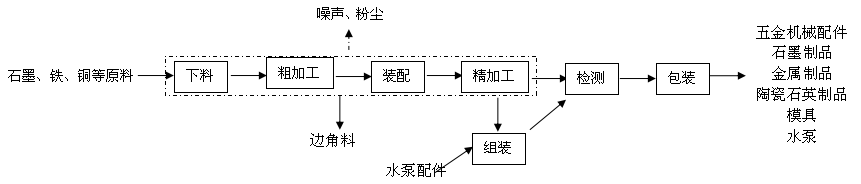 噪声、粉尘
石墨、铁、铜等原料
下料
粗加工
装配
精加工
检测
包装
五金机械配件
石墨制品
金属制品
陶瓷石英制品
模具
水泵
边角料
组装
水泵配件